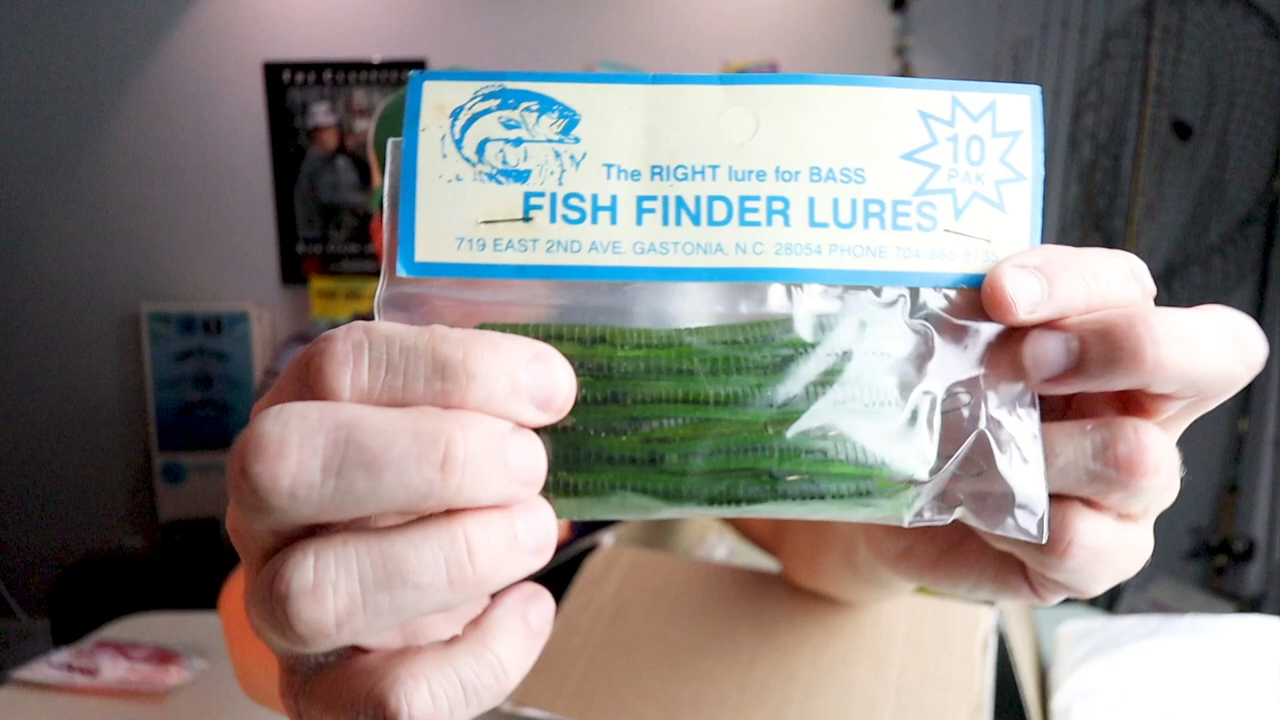 The RIGHT lure for BASS
FISH FINDER LURES
719 EAST 2ND AVE. GASTONIA, N.C. 28054 PHONE 704-
10
PAK